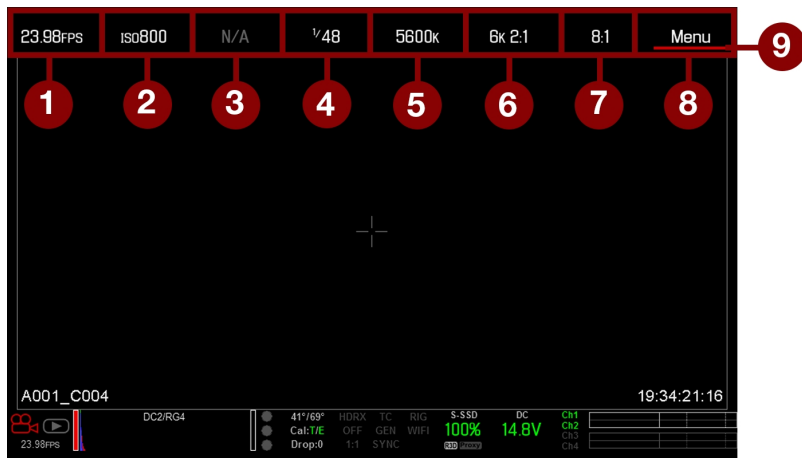 23.98FPS ISO800 N/A 1/48 5600K 6K 2:1 8:1 Menu 9
1 2 3 4 5 6 7 8
A001_C004 19:34:21:16
DC2/RG4 41°/69° HDRX TC RIG S-SSD DC Ch1
Cal:T/E OFF GEN WIFI 100% 14.8V Ch2
23.98FPS Drop:0 1:1 SYNC R3D Proxy Ch3
Ch4